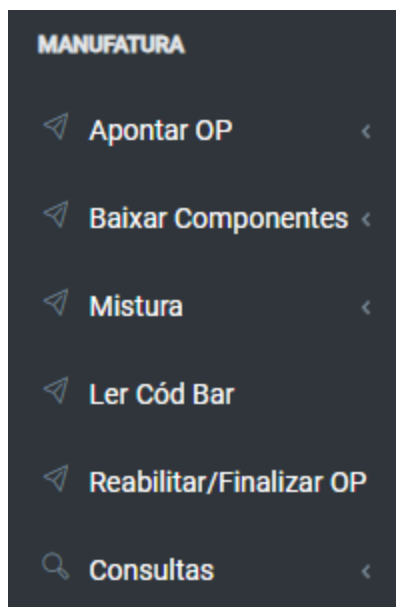 MANUFATURA
Apontar OP
Baixar Componentes
Mistura
Ler Cód Bar
Reabilitar/Finalizar OP
Consultas